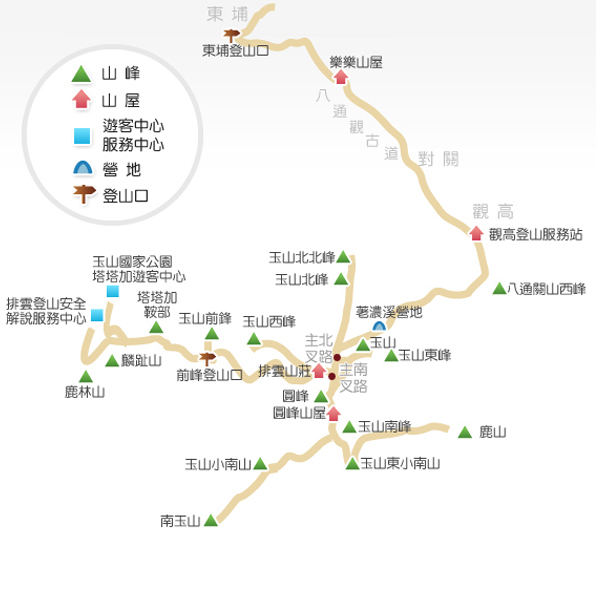 東埔
東埔登山口
樂樂山屋
八通觀古道
對關
觀高
觀高登山服務站
山峰
山屋
遊客中心
服務中心
營地
登山口
玉山國家公園
塔塔加遊客中心
排雲登山安全
解說服務中心
塔塔加
鞍部
玉山前鋒
玉山西峰
玉山北北峰
玉山北峰
八通關山西峰
荖濃溪營地
主北
叉路
玉山
玉山東峰
麟趾山
鹿林山
前峰登山口
排雲山莊
主南
叉路
圓峰
圓峰山屋
玉山南峰
鹿山
玉山小南山
玉山東小南山
南玉山